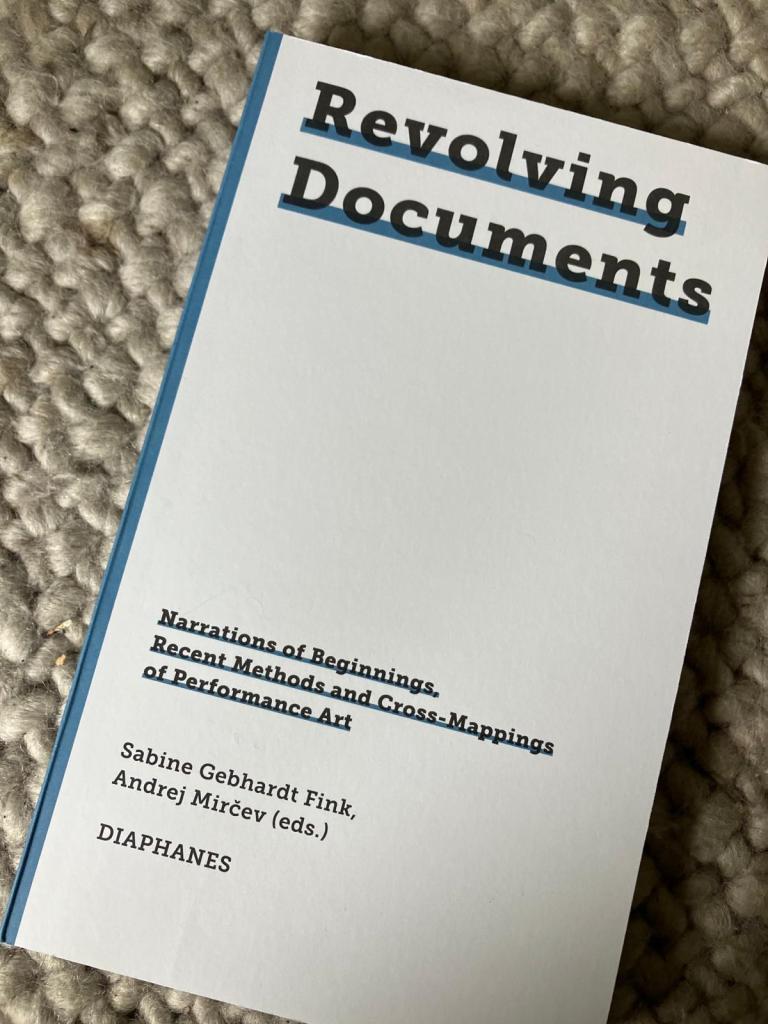 Revolving
Documents
Narrations of Beginnings,
Recent Methods and Cross-Mappings
of Performance Art
Sabine Gebhardt Fink,
Andrej Mirčev (eds.)
DIAPHANES